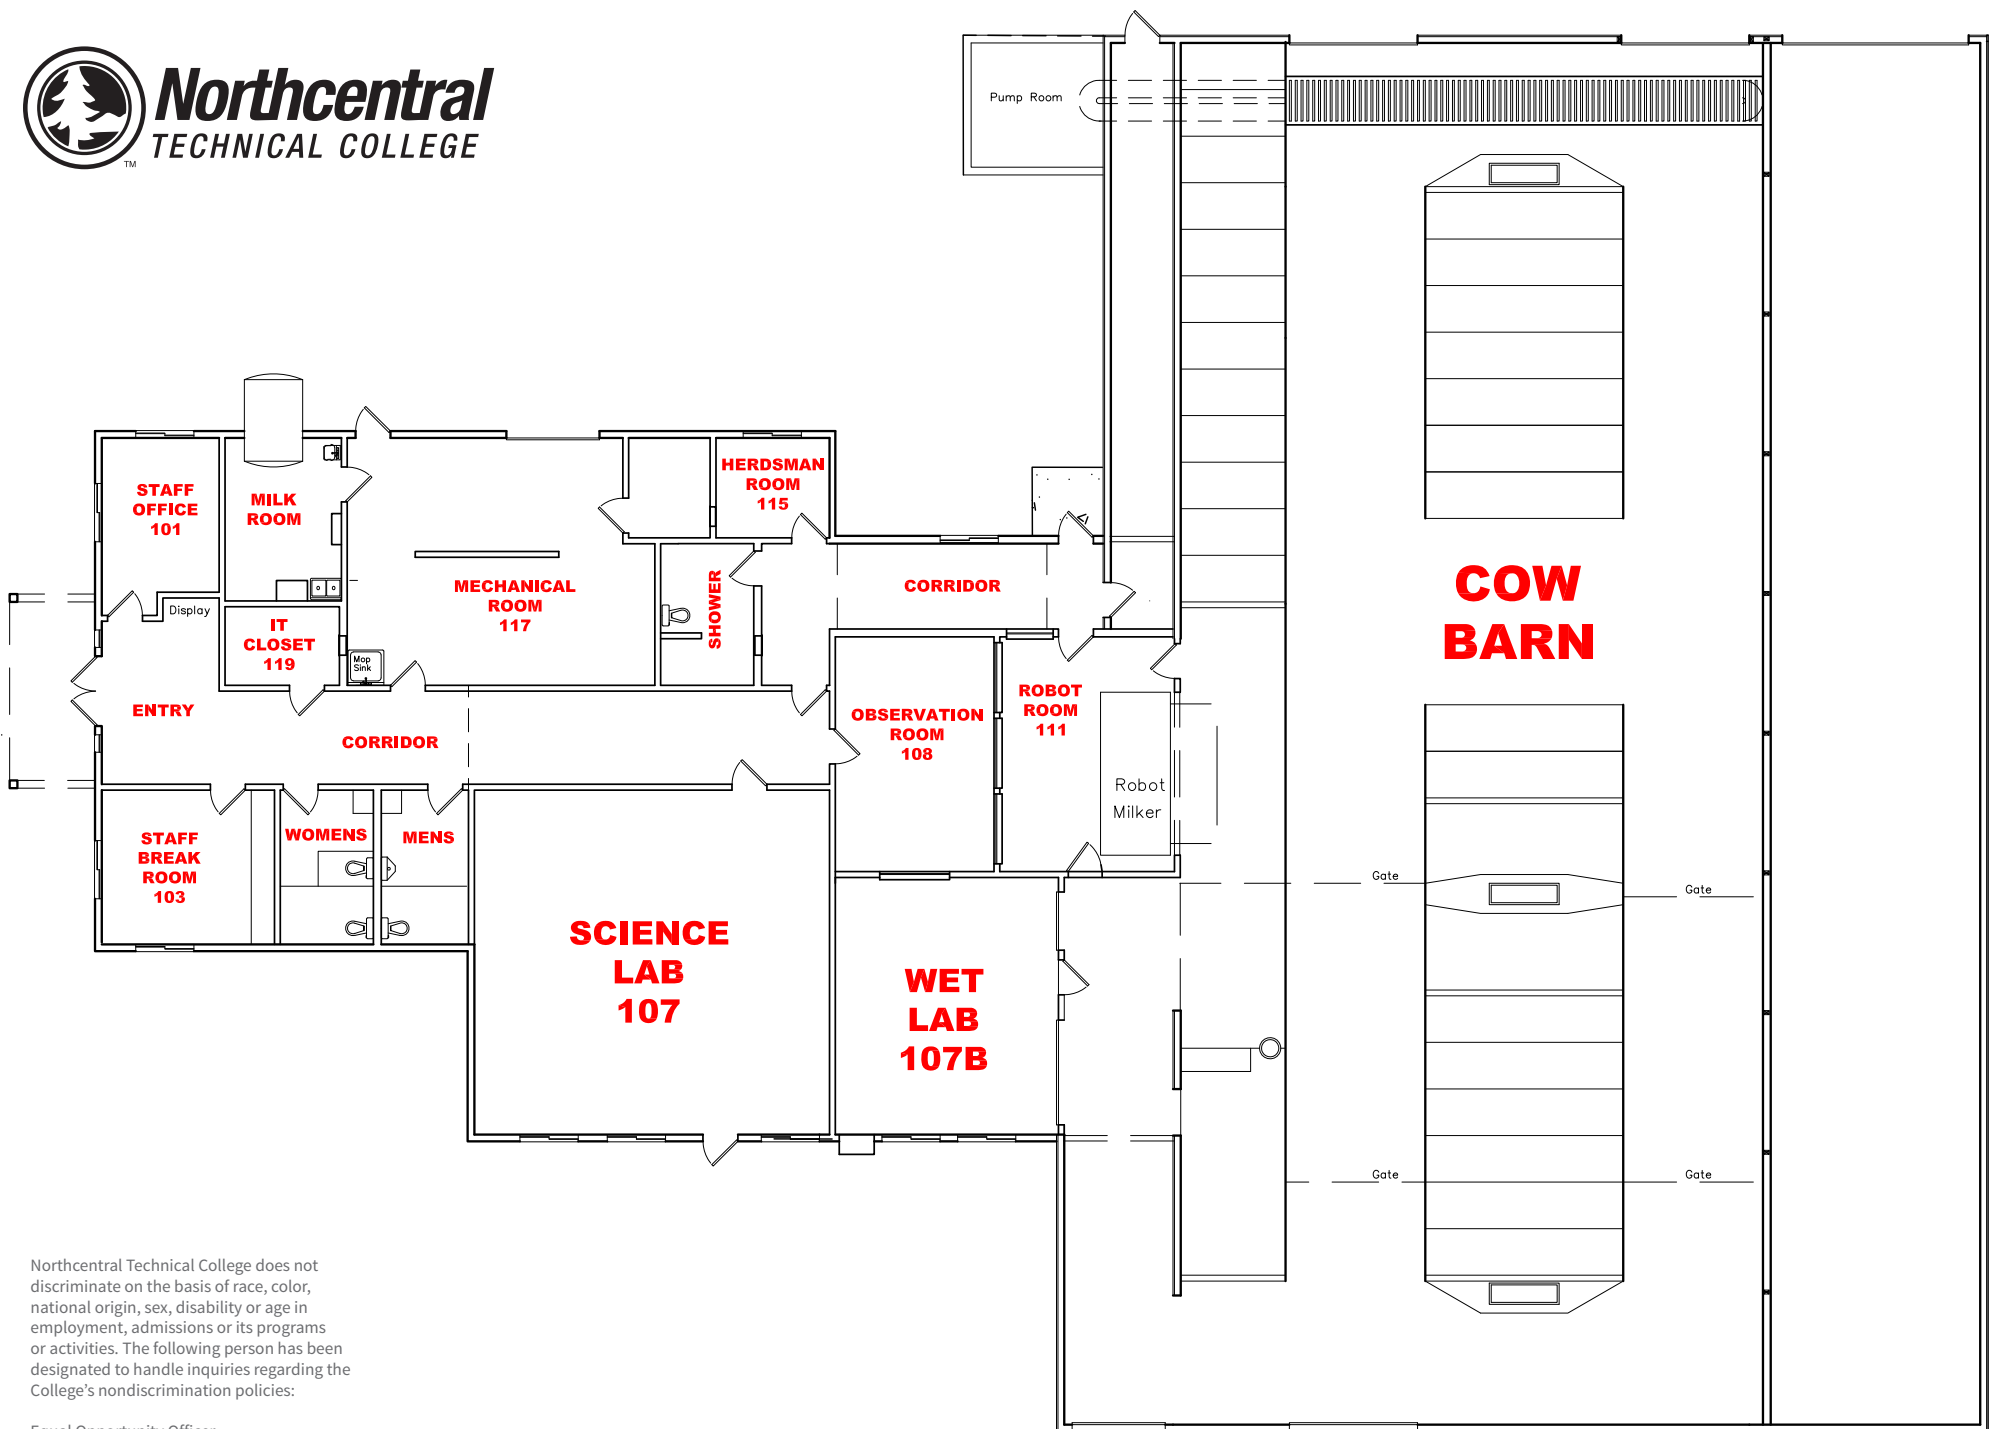 Northcentral
TECHNICAL COLLEGE
TM
Pump Room
STAFF
OFFICE
101
MILK
ROOM
HERDSMAN
ROOM
115
MECHANICAL
ROOM
117
SHOWER
CORRIDOR
COW
BARN
Display
IT
CLOSET
119
Mop
Sink
ENTRY
CORRIDOR
OBSERVATION
ROOM
108
ROBOT
ROOM
111
Robot
Milker
STAFF
BREAK
ROOM
103
WOMENS
MENS
SCIENCE
LAB
107
WET
LAB
107B
Gate
Gate
Gate
Gate
Northcentral Technical College does not
discriminate on the basis of race, color,
national origin, sex, disability or age in
employment, admissions or its programs
or activities. The following person has been
designated to handle inquiries regarding the
College’s nondiscrimination policies:
Equal Opportunity Officer